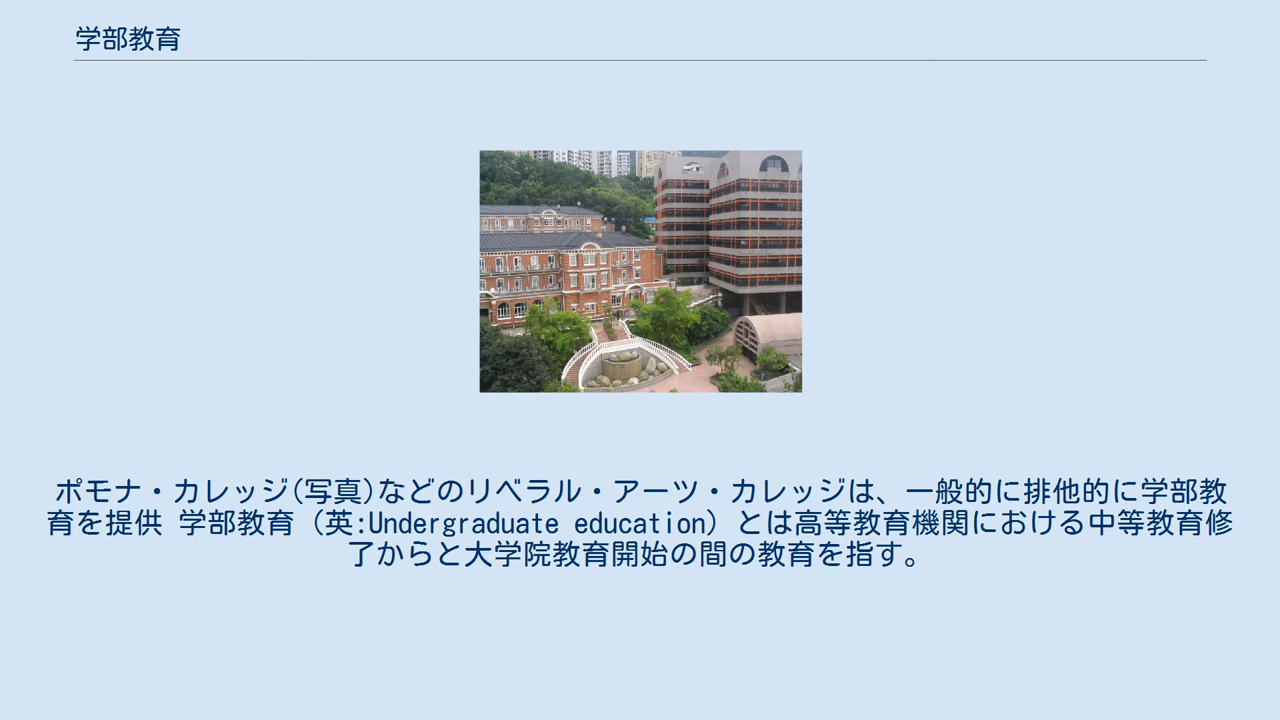 学部教育
ポモナ・カレッジ(写真)などのリベラル・アーツ・カレッジは、一般的に排他的に学部教
育を提供 学部教育（英:Undergraduate education）とは高等教育機関における中等教育修
了からと大学院教育開始の間の教育を指す。